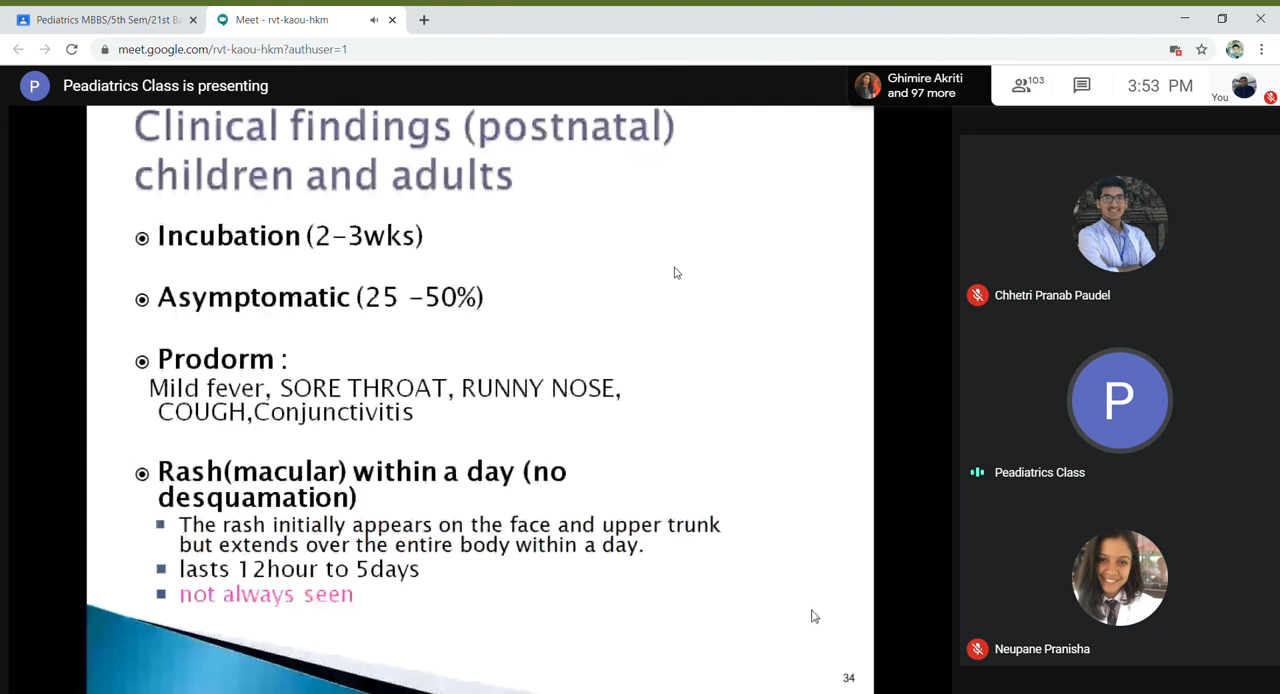 Pediatrics MBBS/5th Sem/21st Ba
Meet - rvt-kaou-hkm
meet.google.com/rvt-kaou-hkm?authuser=1
P
Peadiatrics Class is presenting
Ghimire Akriti
and 97 more
103
3:53 PM
You
Clinical findings (postnatal)
children and adults
Incubation (2-3wks)
Asymptomatic (25 -50%)
Prodorm :
Mild fever, SORE THROAT, RUNNY NOSE,
COUGH,Conjunctivitis
Rash(macular) within a day (no
desquamation)
The rash initially appears on the face and upper trunk
but extends over the entire body within a day.
lasts 12hour to 5days
not always seen
34
Chhetri Pranab Paudel
P
Peadiatrics Class
Neupane Pranisha